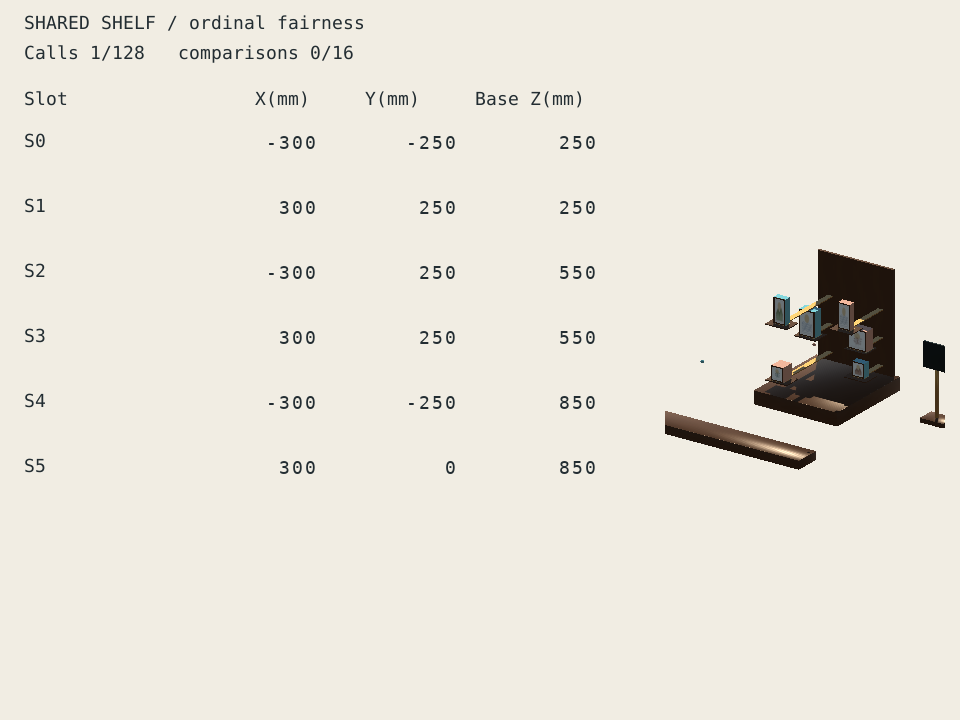 SHARED SHELF / ordinal fairness
Calls 1/128 comparisons 0/16
Slot X(mm) Y(mm) Base Z(mm)
S0 -300 -250 250
S1 300 250 250
S2 -300 250 550
S3 300 250 550
S4 -300 -250 850
S5 300 0 850